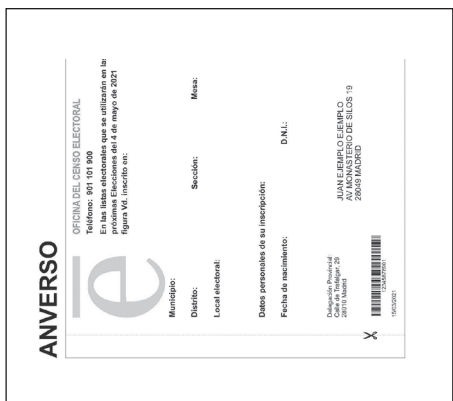 ANVERSO
ē
OFICINA DEL CENSO ELECTORAL
Teléfono: 901 101 900
En las listas electorales que se utilizarán en las
próximas Elecciones del 4 de mayo de 2021
figura Vd. inscrito en:
Municipio:
Distrito: Sección: Mesa:
Local electoral:
Datos personales de su inscripción:
Fecha de nacimiento: D.N.I.:
Delegación Provincial:
Calle de Trafalgar, 29
28010 Madrid
JUAN EJEMPLO EJEMPLO
AV MONASTERIO DE SILOS 19
28049 MADRID
15/03/2021